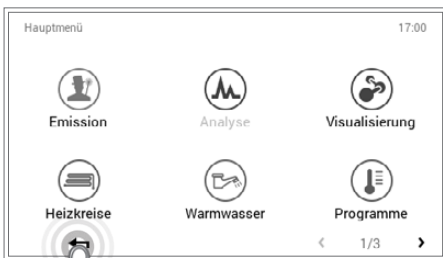 Hauptmenü 17:00
Emission Analyse Visualisierung
Heizkreise Warmwasser Programme
< 1/3 >